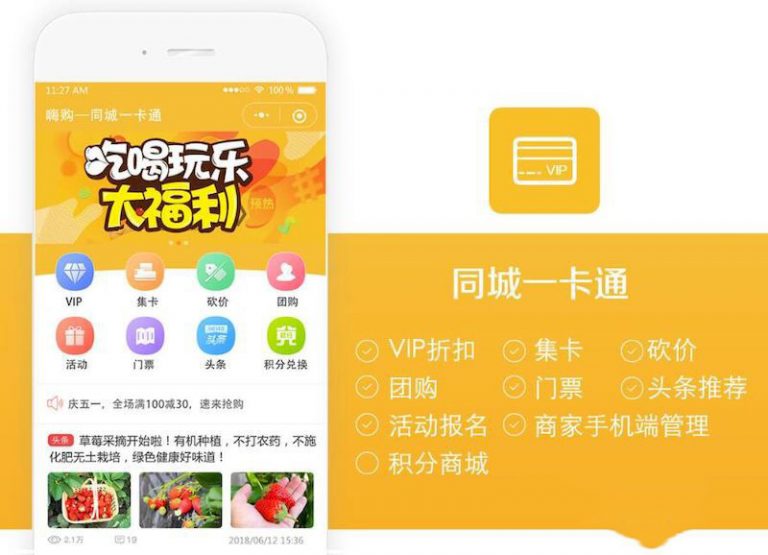 11:27 AM
100%
嗨购一同城一卡通
吃喝玩乐
大福利
预热
VIP
集卡
砍价
团购
活动
门票
头条
积分兑换
庆五一，全场满100减30，速来抢购
头条 草莓采摘开始啦！有机种植，不打农药，不施
化肥无土栽培，绿色健康好味道！
2.1万
19
2018/06/12 15:36
VIP
同城一卡通
VIP折扣 集卡 砍价
团购 门票 头条推荐
活动报名 商家手机端管理
积分商城